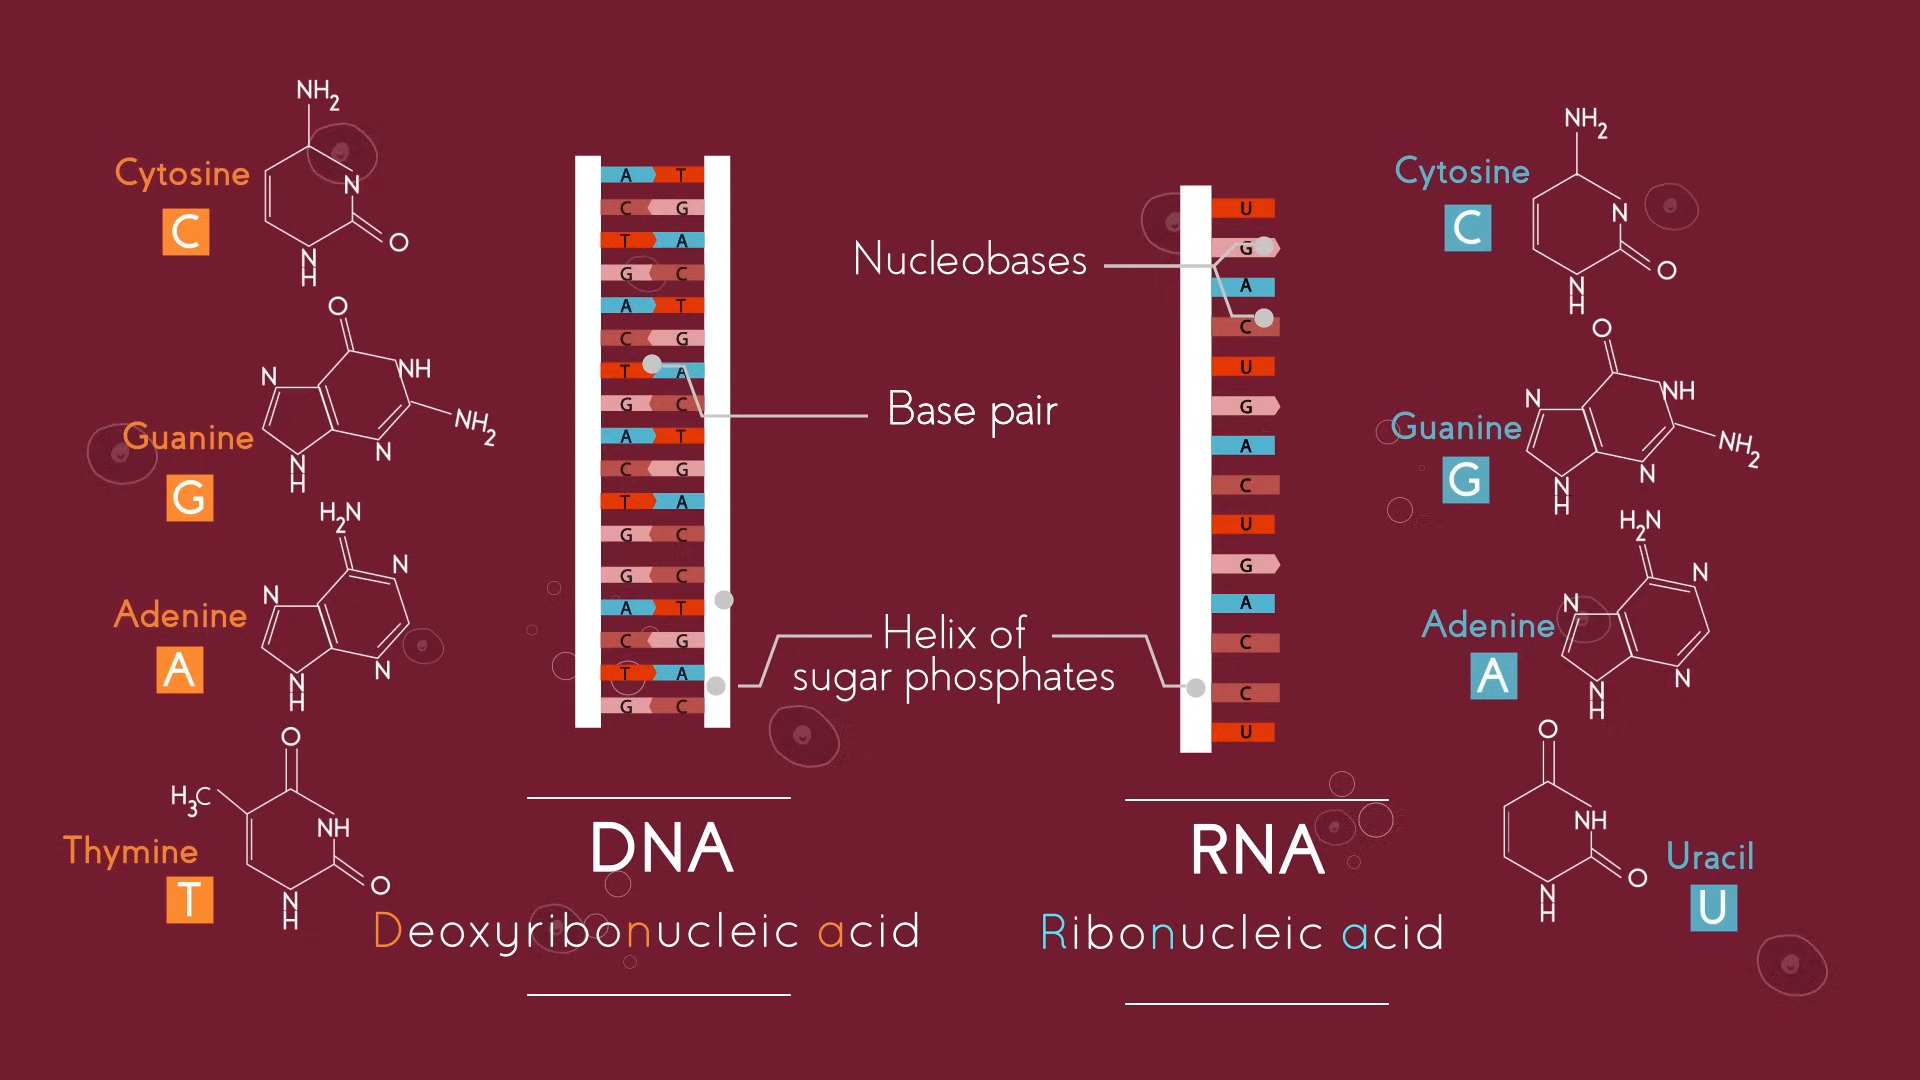 NH2
Cytosine
C
N
O
N
H
O
Guanine
G
N
NH
NH2
N
N
H
H2N
Adenine
A
N
N
N
N
H
O
H3C
NH
Thymine
T
O
N
H
A T
C G
T A
G C
A T
C G
T A
G C
A T
C G
T A
G C
G C
A T
C G
T A
G C
Nucleobases
Base pair
Helix of
sugar phosphates
U
G
A
C
U
G
A
C
U
G
A
C
C
U
DNA
Deoxyribonucleic acid
RNA
Ribonucleic acid
NH2
Cytosine
C
N
O
N
H
O
Guanine
G
N
NH
NH2
N
N
H
H2N
Adenine
A
N
N
N
N
H
O
NH
Uracil
U
O
N
H